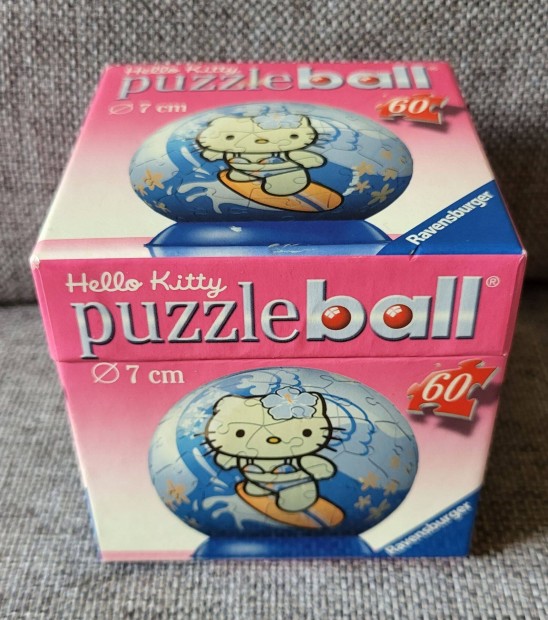 Hello Kitty
puzzleball
Ø 7 cm
60
Ravensburger
Hello Kitty
puzzleball®
Ø 7 cm
60
Ravensburger